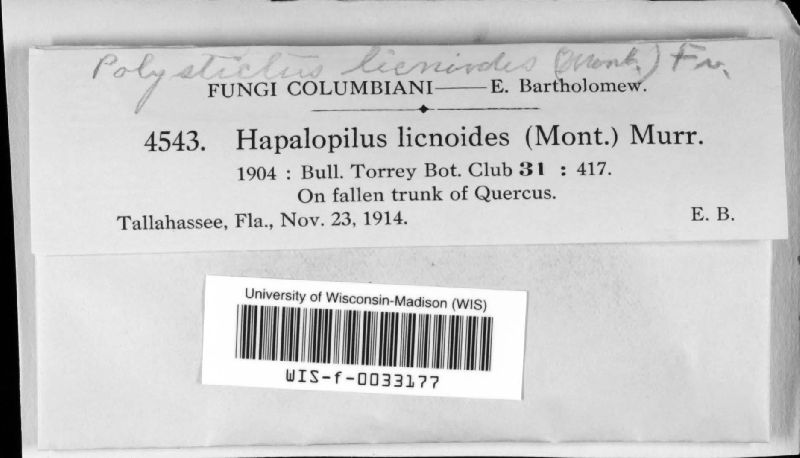 Polystictus licnoides (Mont.) Fr.
FUNGI COLUMBIANI—E. Bartholomew.
4543. Hapalopilus licnoides (Mont.) Murr.
1904 : Bull. Torrey Bot. Club 31 : 417.
On fallen trunk of Quercus.
Tallahassee, Fla., Nov. 23, 1914. E. B.
University of Wisconsin-Madison (WIS)
WIS-f-0033177